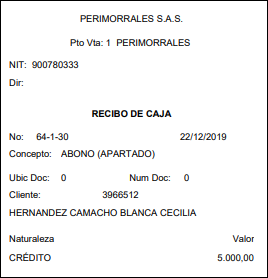 PERIMORRALES S.A.S.
Pto Vta: 1 PERIMORRALES
NIT: 900780333
Dir:
RECIBO DE CAJA
No: 64-1-30 22/12/2019
Concepto: ABONO (APARTADO)
Ubic Doc: 0 Num Doc: 0
Cliente: 3966512
HERNANDEZ CAMACHO BLANCA CECILIA
Naturaleza Valor
CRÉDITO 5.000,00